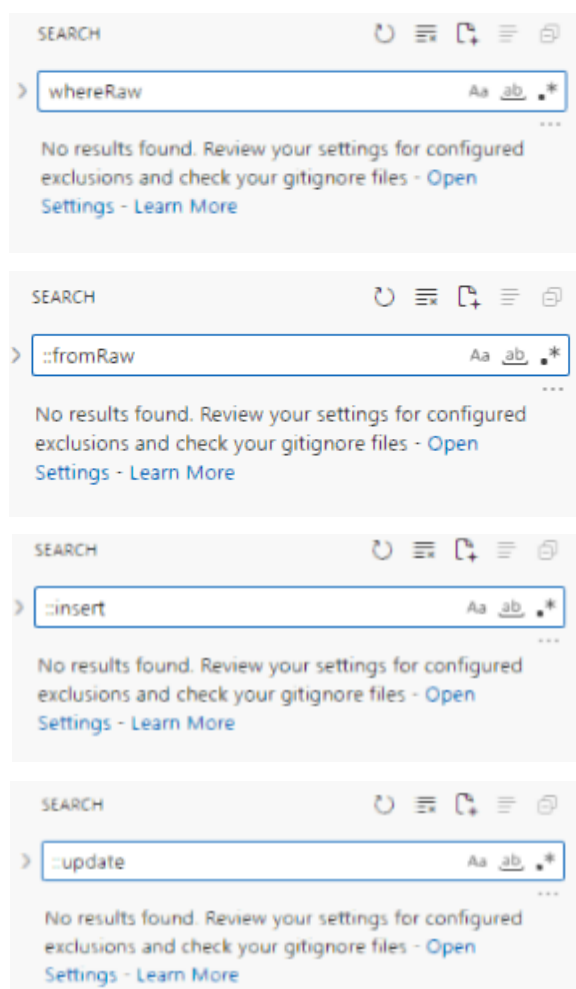 SEARCH
whereRaw
Aa ab .*
...
No results found. Review your settings for configured
exclusions and check your gitignore files - Open
Settings - Learn More
SEARCH
::fromRaw
Aa ab .*
...
No results found. Review your settings for configured
exclusions and check your gitignore files - Open
Settings - Learn More
SEARCH
::insert
Aa ab .*
...
No results found. Review your settings for configured
exclusions and check your gitignore files - Open
Settings - Learn More
SEARCH
::update
Aa ab .*
...
No results found. Review your settings for configured
exclusions and check your gitignore files - Open
Settings - Learn More